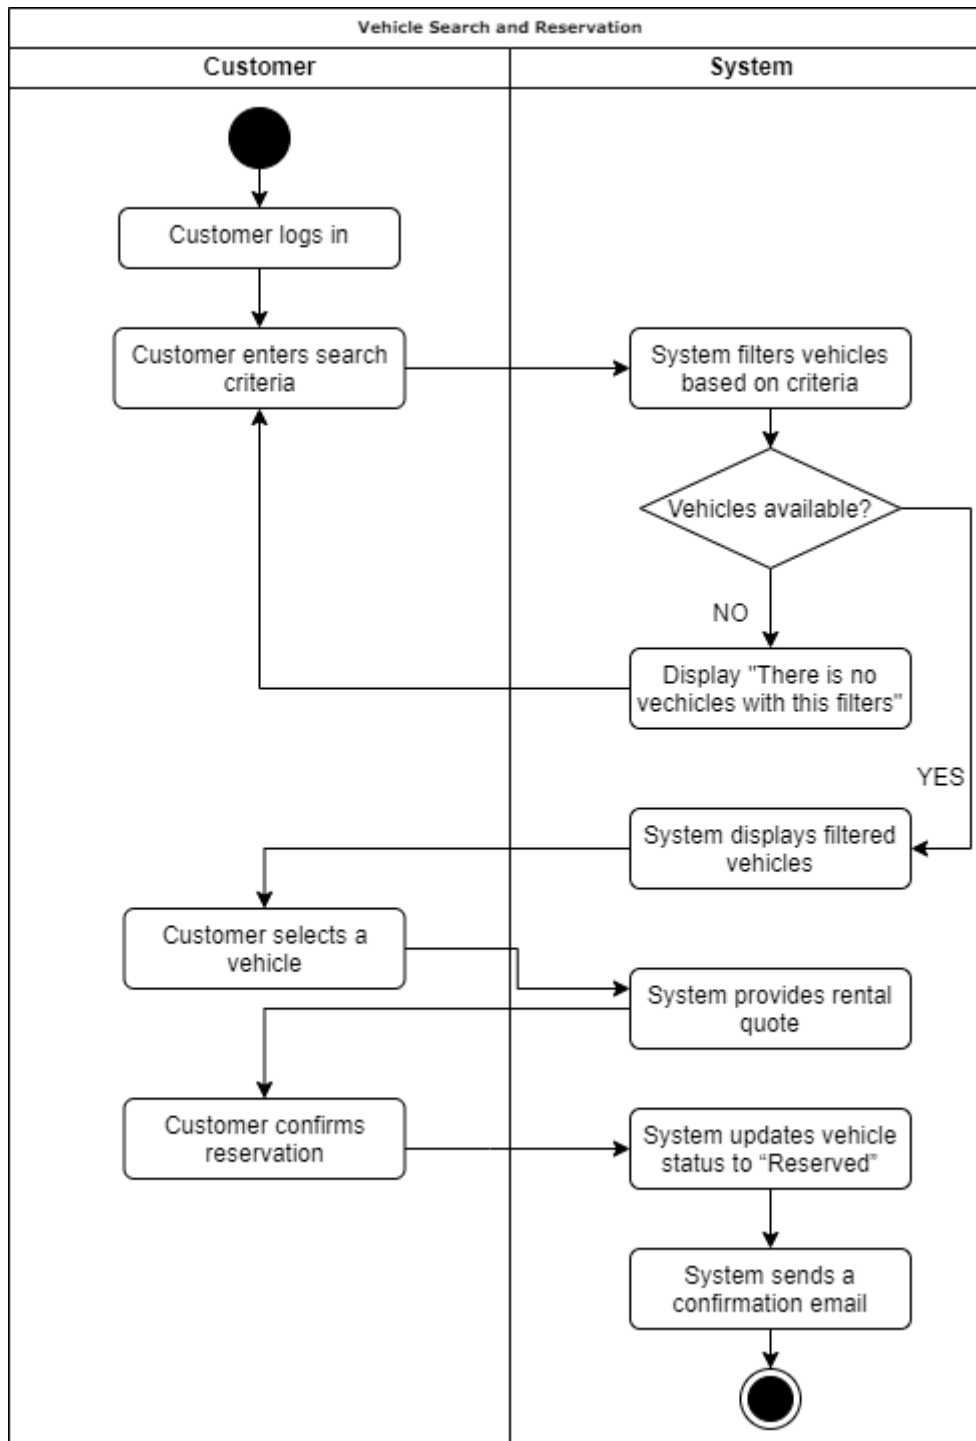 Vehicle Search and Reservation
Customer
System
Customer logs in
Customer enters search
criteria
System filters vehicles
based on criteria
Vehicles available?
NO
Display "There is no
vechicles with this filters"
YES
System displays filtered
vehicles
Customer selects a
vehicle
System provides rental
quote
Customer confirms
reservation
System updates vehicle
status to “Reserved”
System sends a
confirmation email